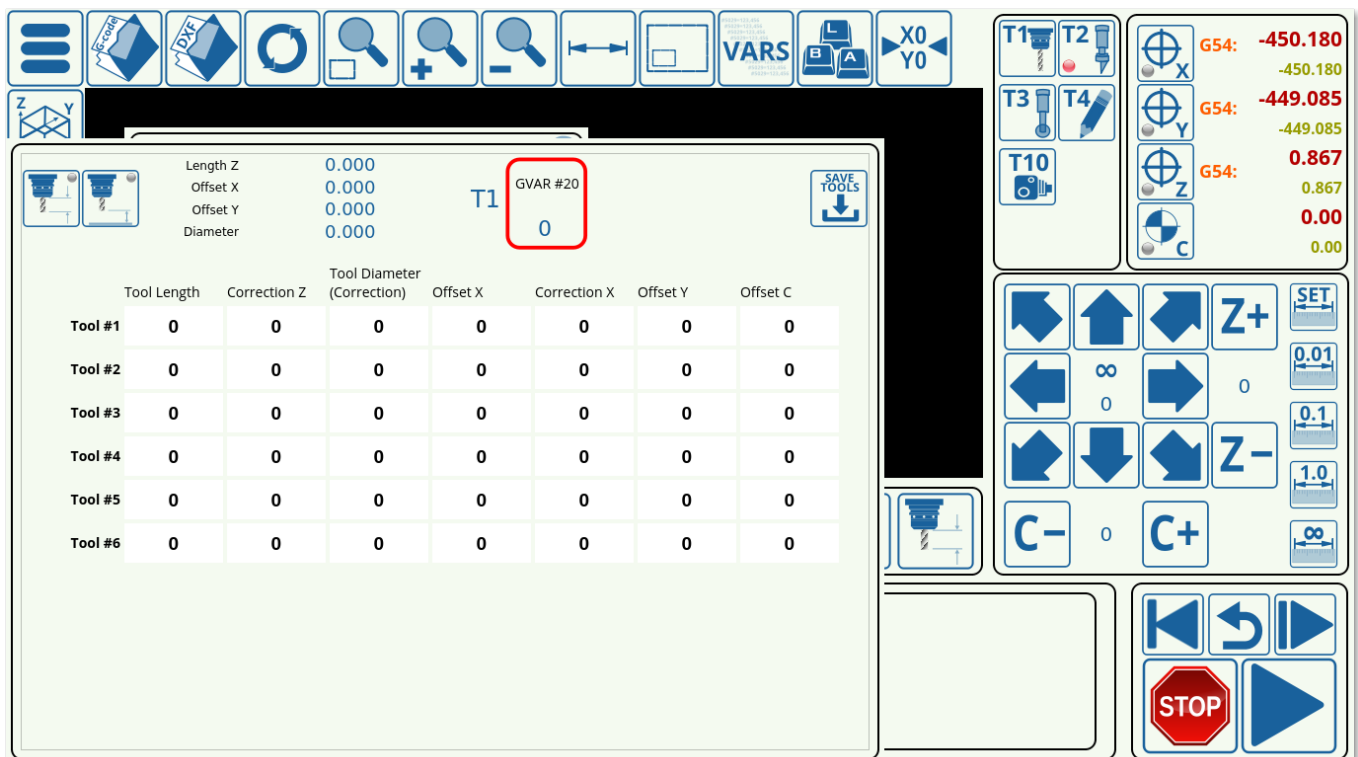 G-code
DXF
VARS
L
B
A
X0
Y0
T1
T2
T3
T4
T10
X
G54:
-450.180
-450.180
Y
G54:
-449.085
-449.085
Z
G54:
0.867
0.867
C
0.00
0.00
Z
Y
Length Z 0.000
Offset X 0.000
Offset Y 0.000
Diameter 0.000
T1
GVAR #20
0
SAVE
TOOLS
Tool Length Correction Z Tool Diameter (Correction) Offset X Correction X Offset Y Offset C
Tool #1 0 0 0 0 0 0 0
Tool #2 0 0 0 0 0 0 0
Tool #3 0 0 0 0 0 0 0
Tool #4 0 0 0 0 0 0 0
Tool #5 0 0 0 0 0 0 0
Tool #6 0 0 0 0 0 0 0
Z+
SET
∞
0
0
0.01
0.1
Z−
1.0
C−
0
C+
∞
STOP